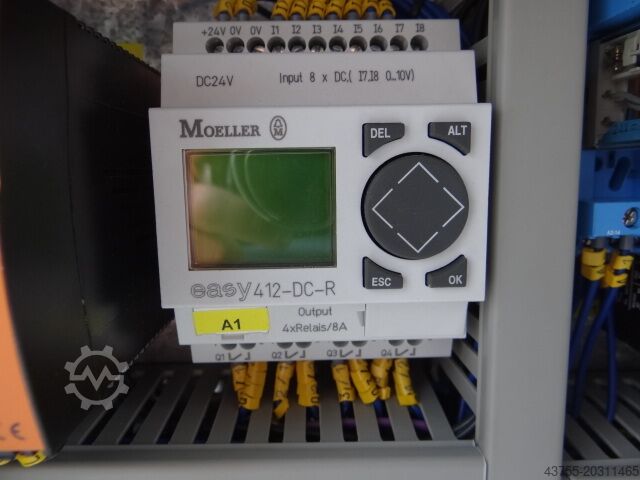 +24V 0V 0V I1 I2 I3 I4 I5 I6 I7 I8
DC24V Input 8 x DC,( I7,I8 0...10V)
MOELLER
DEL ALT
easy412-DC-R
ESC OK
A1
Output
4xRelais/8A
Q1 Q2 Q3 Q4
43755-20311465